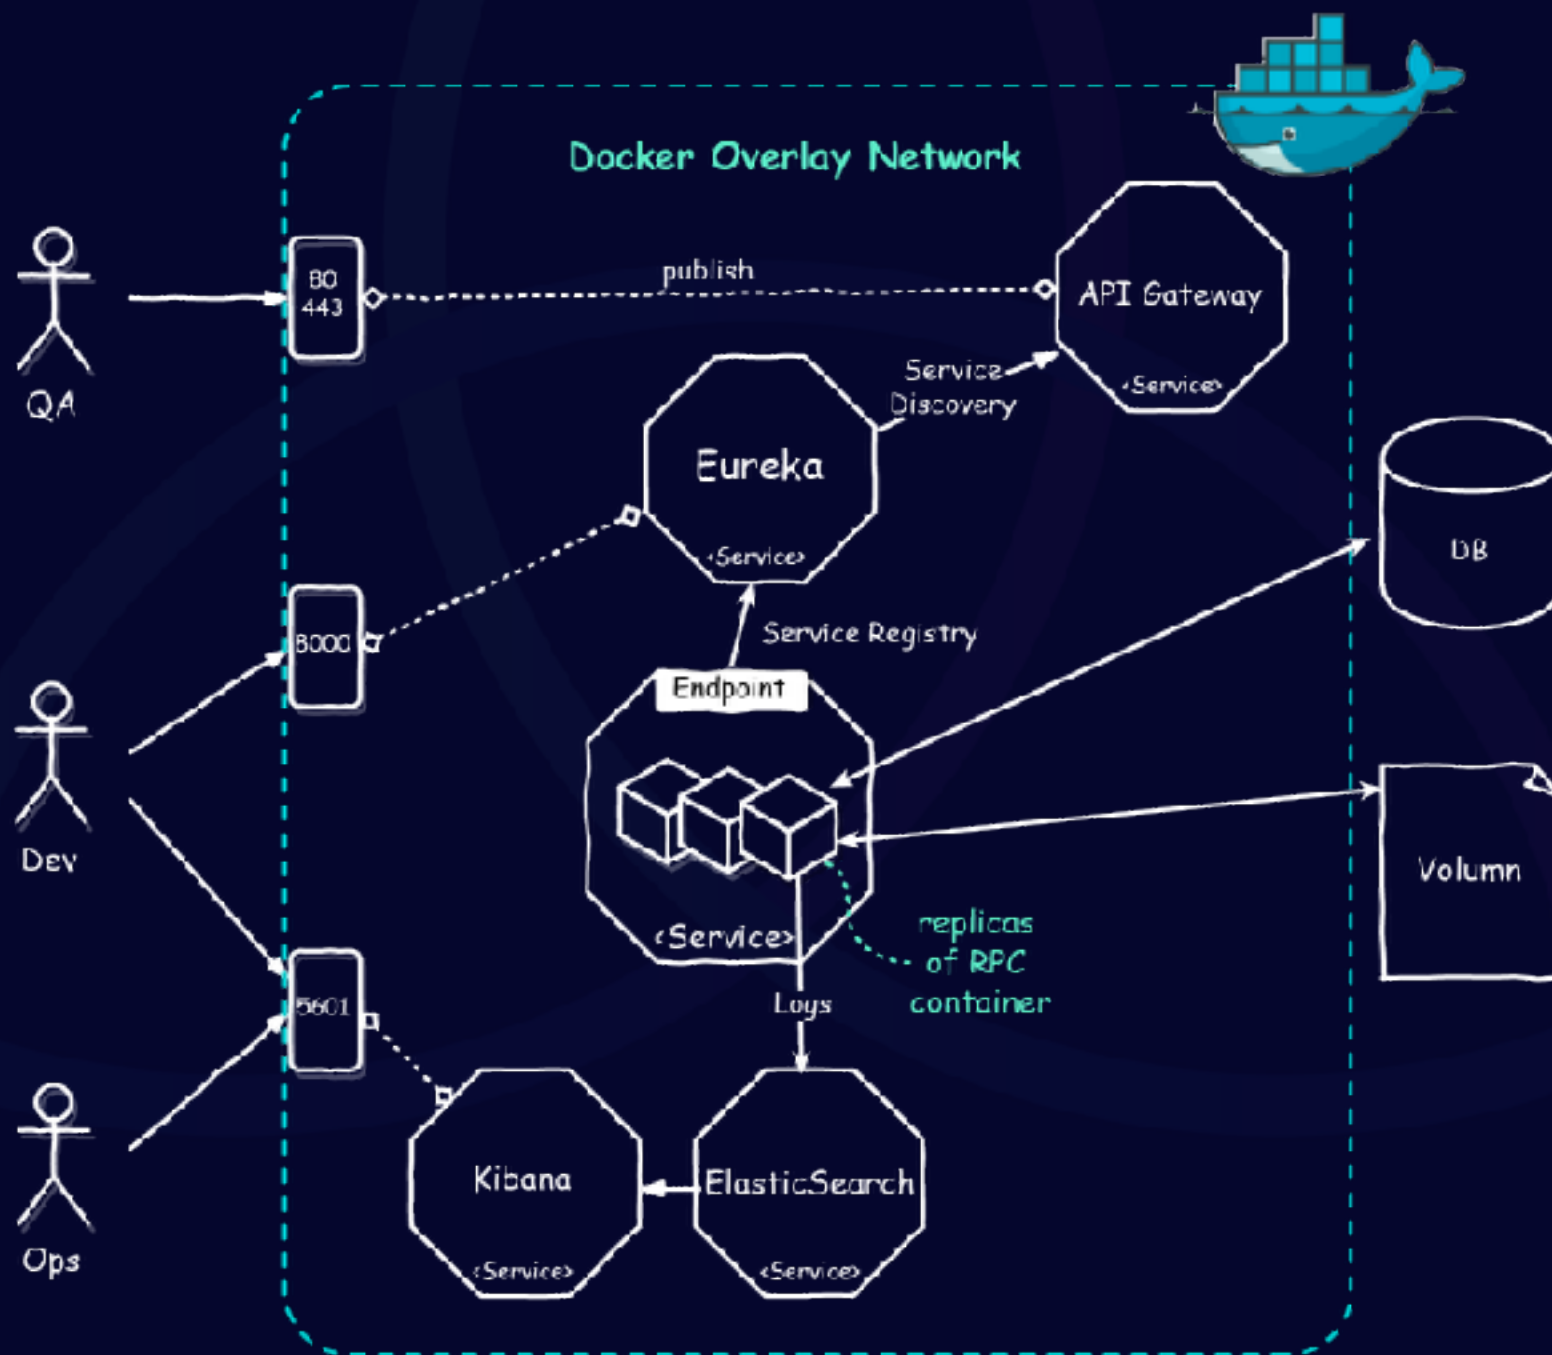 Docker Overlay Network
80
443
publish
API Gateway
<Service>
QA
Service
Discovery
Eureka
<Service>
DB
8000
Service Registry
Endpoint
Dev
Volumn
<Service>
replicas
of RPC
container
5601
Logs
Kibana
<Service>
ElasticSearch
<Service>
Ops